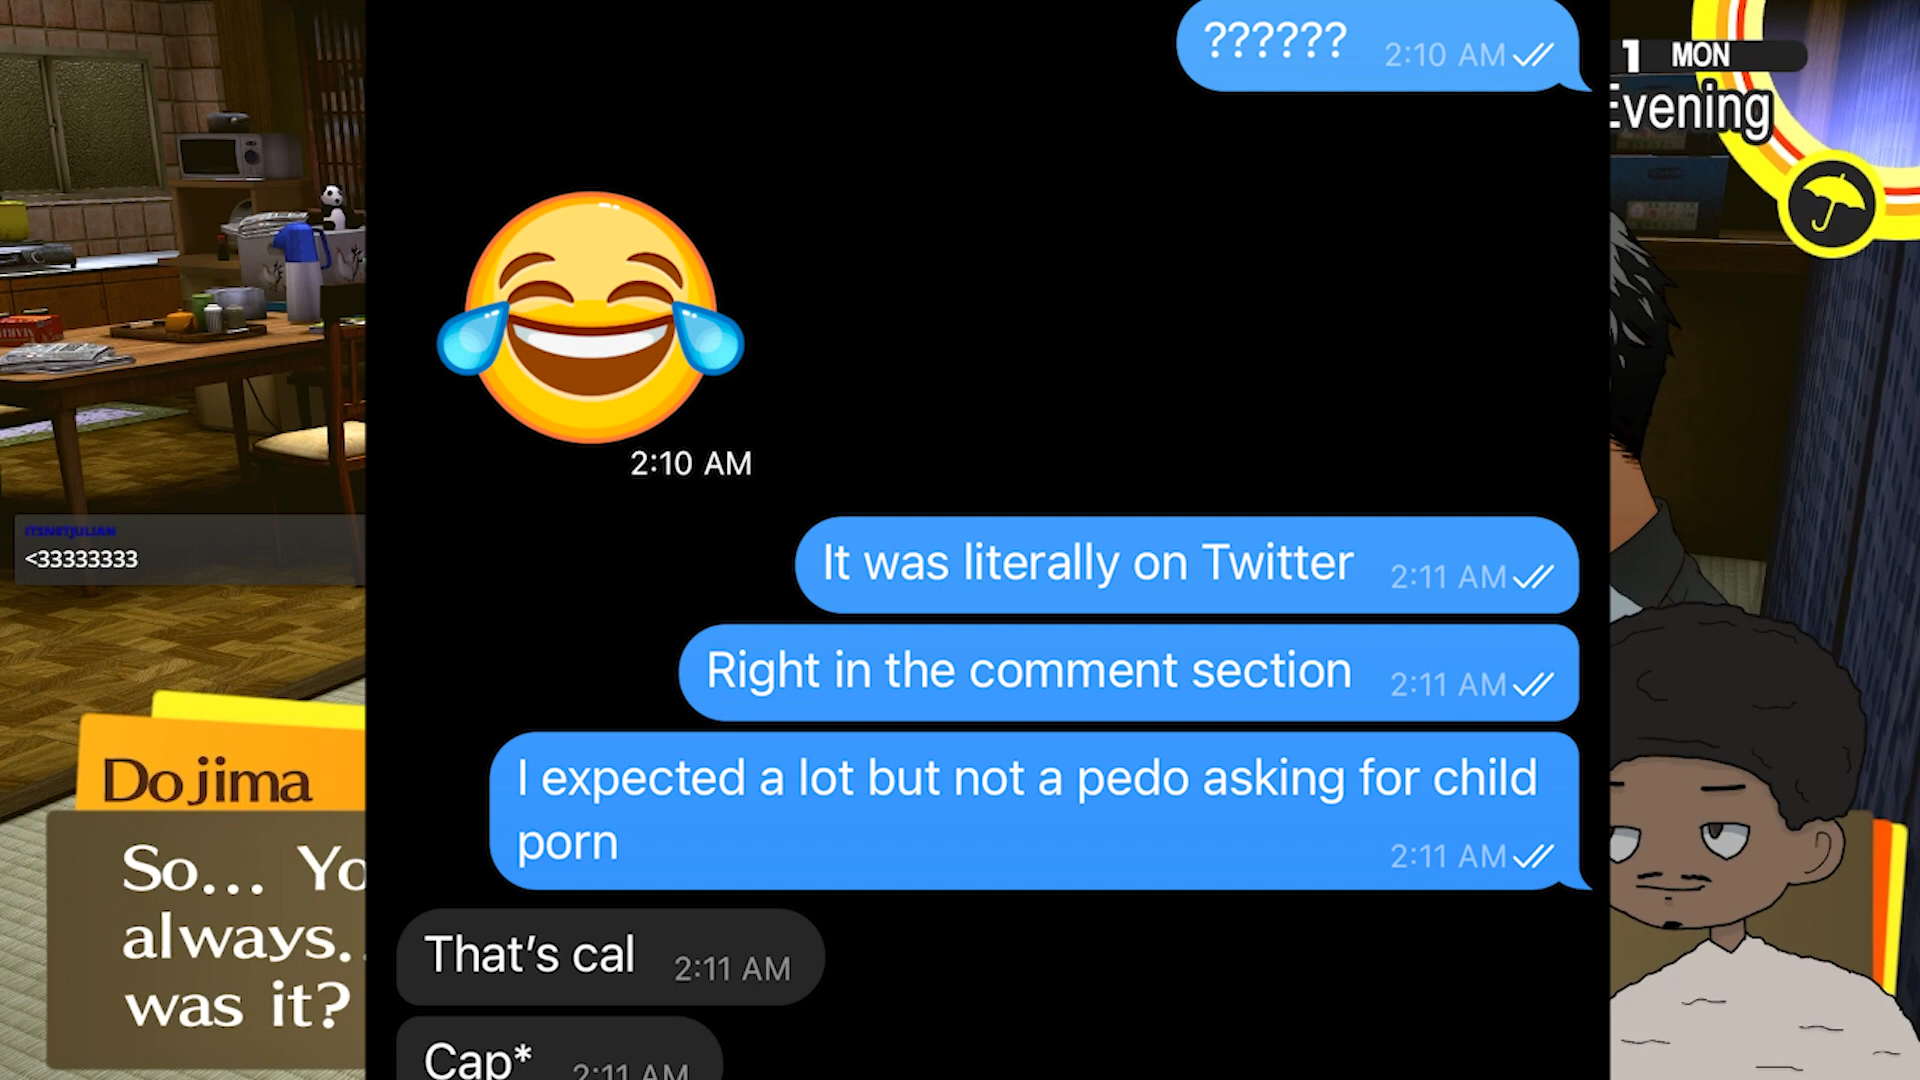 ?????? 2:10 AM
1 MON
Evening
2:10 AM
It was literally on Twitter 2:11 AM
ITSNOTJULIAN
<33333333
Right in the comment section 2:11 AM
I expected a lot but not a pedo asking for child
porn 2:11 AM
Dojima
So... Yo
always..
was it?
That's cal 2:11 AM
Cap* 2:11 AM